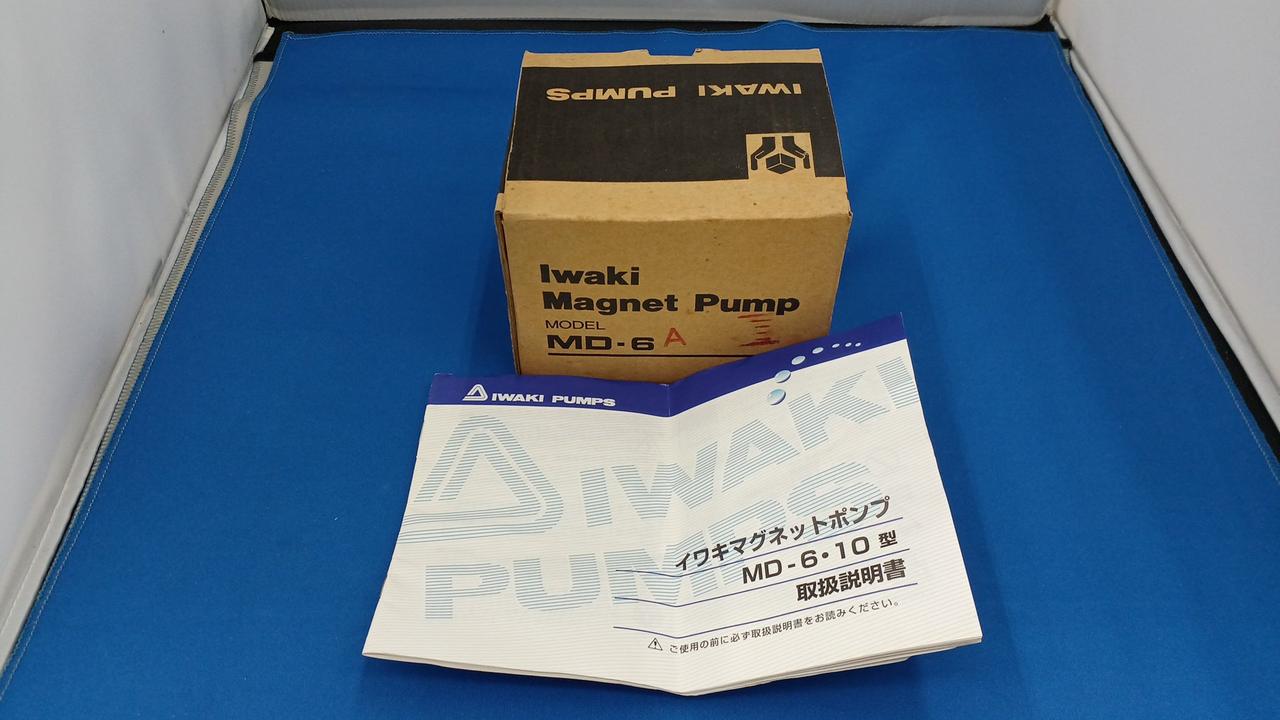 IWAKI PUMPS
Iwaki
Magnet Pump
MODEL
MD-6 A
IWAKI PUMPS
IWAKI
PUMPS
イワキマグネットポンプ
MD-6・10 型
取扱説明書
ご使用の前に必ず取扱説明書をお読みください。